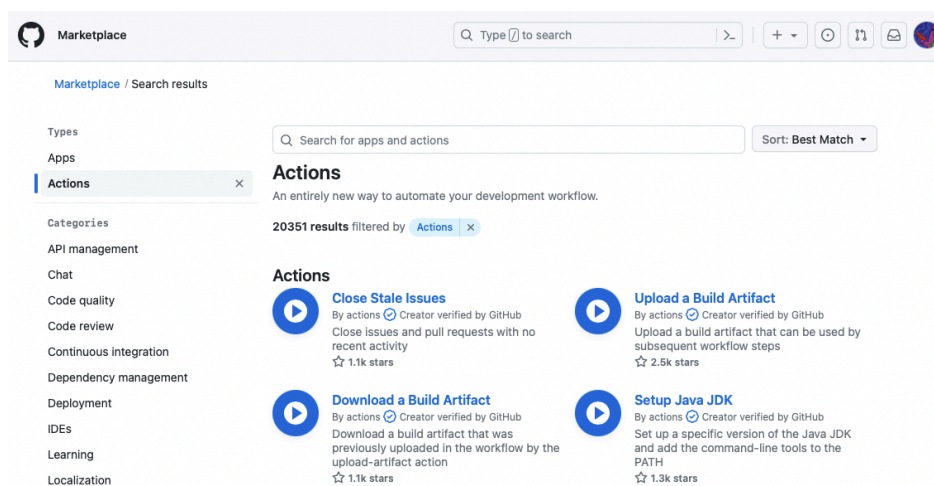 Marketplace
Type / to search
Marketplace / Search results
Types
Apps
Actions
Categories
API management
Chat
Code quality
Code review
Continuous integration
Dependency management
Deployment
IDEs
Learning
Localization
Search for apps and actions
Sort: Best Match
Actions
An entirely new way to automate your development workflow.
20351 results filtered by Actions
Actions
Close Stale Issues
By actions Creator verified by GitHub
Close issues and pull requests with no
recent activity
1.1k stars
Upload a Build Artifact
By actions Creator verified by GitHub
Upload a build artifact that can be used by
subsequent workflow steps
2.5k stars
Download a Build Artifact
By actions Creator verified by GitHub
Download a build artifact that was
previously uploaded in the workflow by the
upload-artifact action
1.1k stars
Setup Java JDK
By actions Creator verified by GitHub
Set up a specific version of the Java JDK
and add the command-line tools to the
PATH
1.3k stars